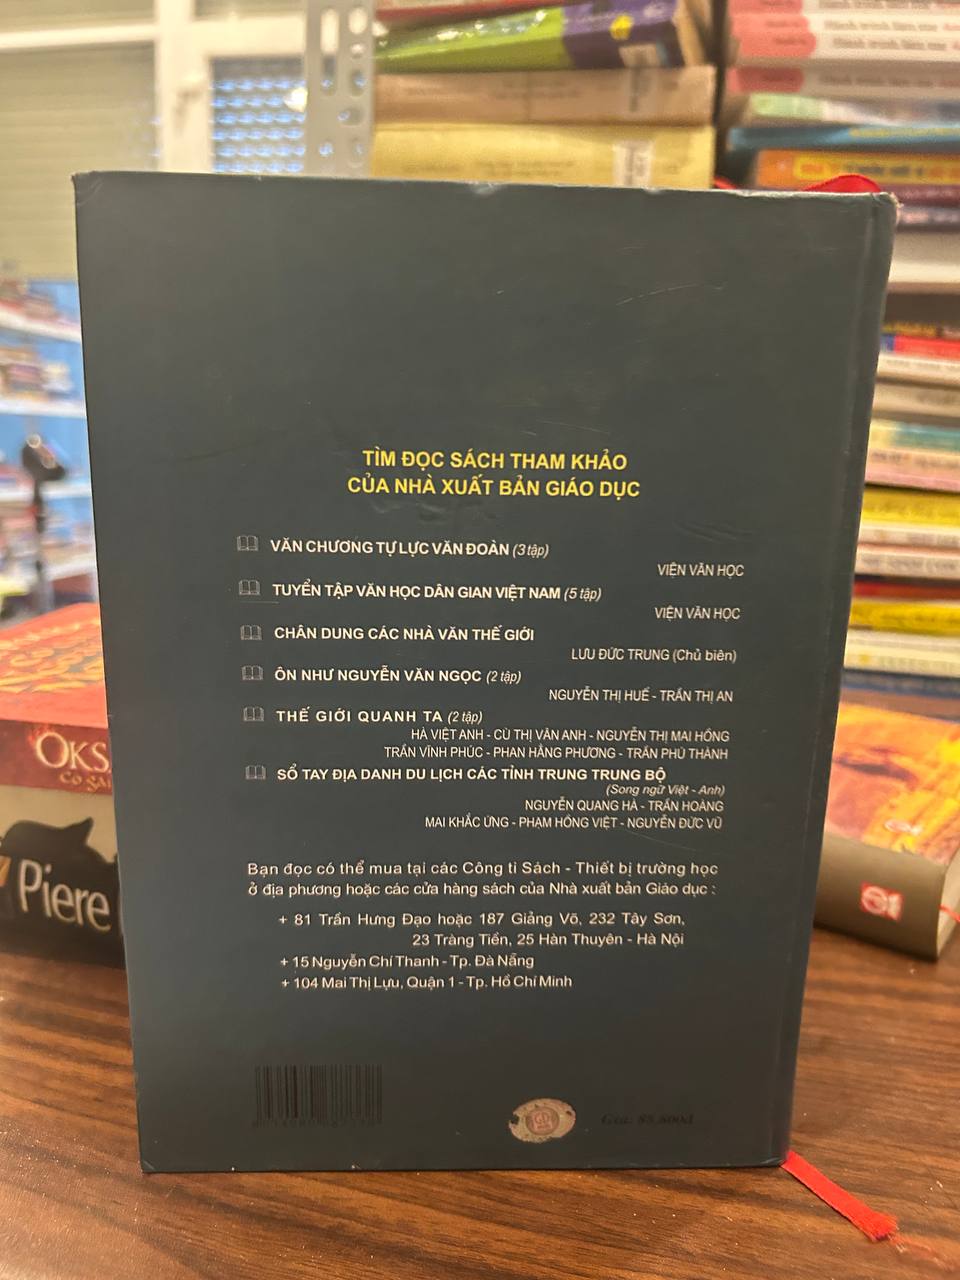 TÌM ĐỌC SÁCH THAM KHẢO
CỦA NHÀ XUẤT BẢN GIÁO DỤC
VĂN CHƯƠNG TỰ LỰC VĂN ĐOÀN (3 tập)
VIỆN VĂN HỌC
TUYỂN TẬP VĂN HỌC DÂN GIAN VIỆT NAM (5 tập)
VIỆN VĂN HỌC
CHÂN DUNG CÁC NHÀ VĂN THẾ GIỚI
LƯU ĐỨC TRUNG (Chủ biên)
ÔN NHƯ NGUYỄN VĂN NGỌC (2 tập)
NGUYỄN THỊ HUẾ - TRẦN THỊ AN
THẾ GIỚI QUANH TA (2 tập)
HÀ VIỆT ANH - CÙ THỊ VÂN ANH - NGUYỄN THỊ MAI HỒNG
TRẦN VĨNH PHÚC - PHAN HẰNG PHƯƠNG - TRẦN PHÚ THÀNH
SỔ TAY ĐỊA DANH DU LỊCH CÁC TỈNH TRUNG TRUNG BỘ
(Song ngữ Việt - Anh)
NGUYỄN QUANG HÀ - TRẦN HOÀNG
MAI KHẮC ỨNG - PHẠM HỒNG VIỆT - NGUYỄN ĐỨC VŨ
Bạn đọc có thể mua tại các Công ti Sách - Thiết bị trường học
ở địa phương hoặc các cửa hàng sách của Nhà xuất bản Giáo dục :
+ 81 Trần Hưng Đạo hoặc 187 Giảng Võ, 232 Tây Sơn,
23 Tràng Tiền, 25 Hàn Thuyên - Hà Nội
+ 15 Nguyễn Chí Thanh - Tp. Đà Nẵng
+ 104 Mai Thị Lựu, Quận 1 - Tp. Hồ Chí Minh
Giá: 85.800đ
OKS
Piere